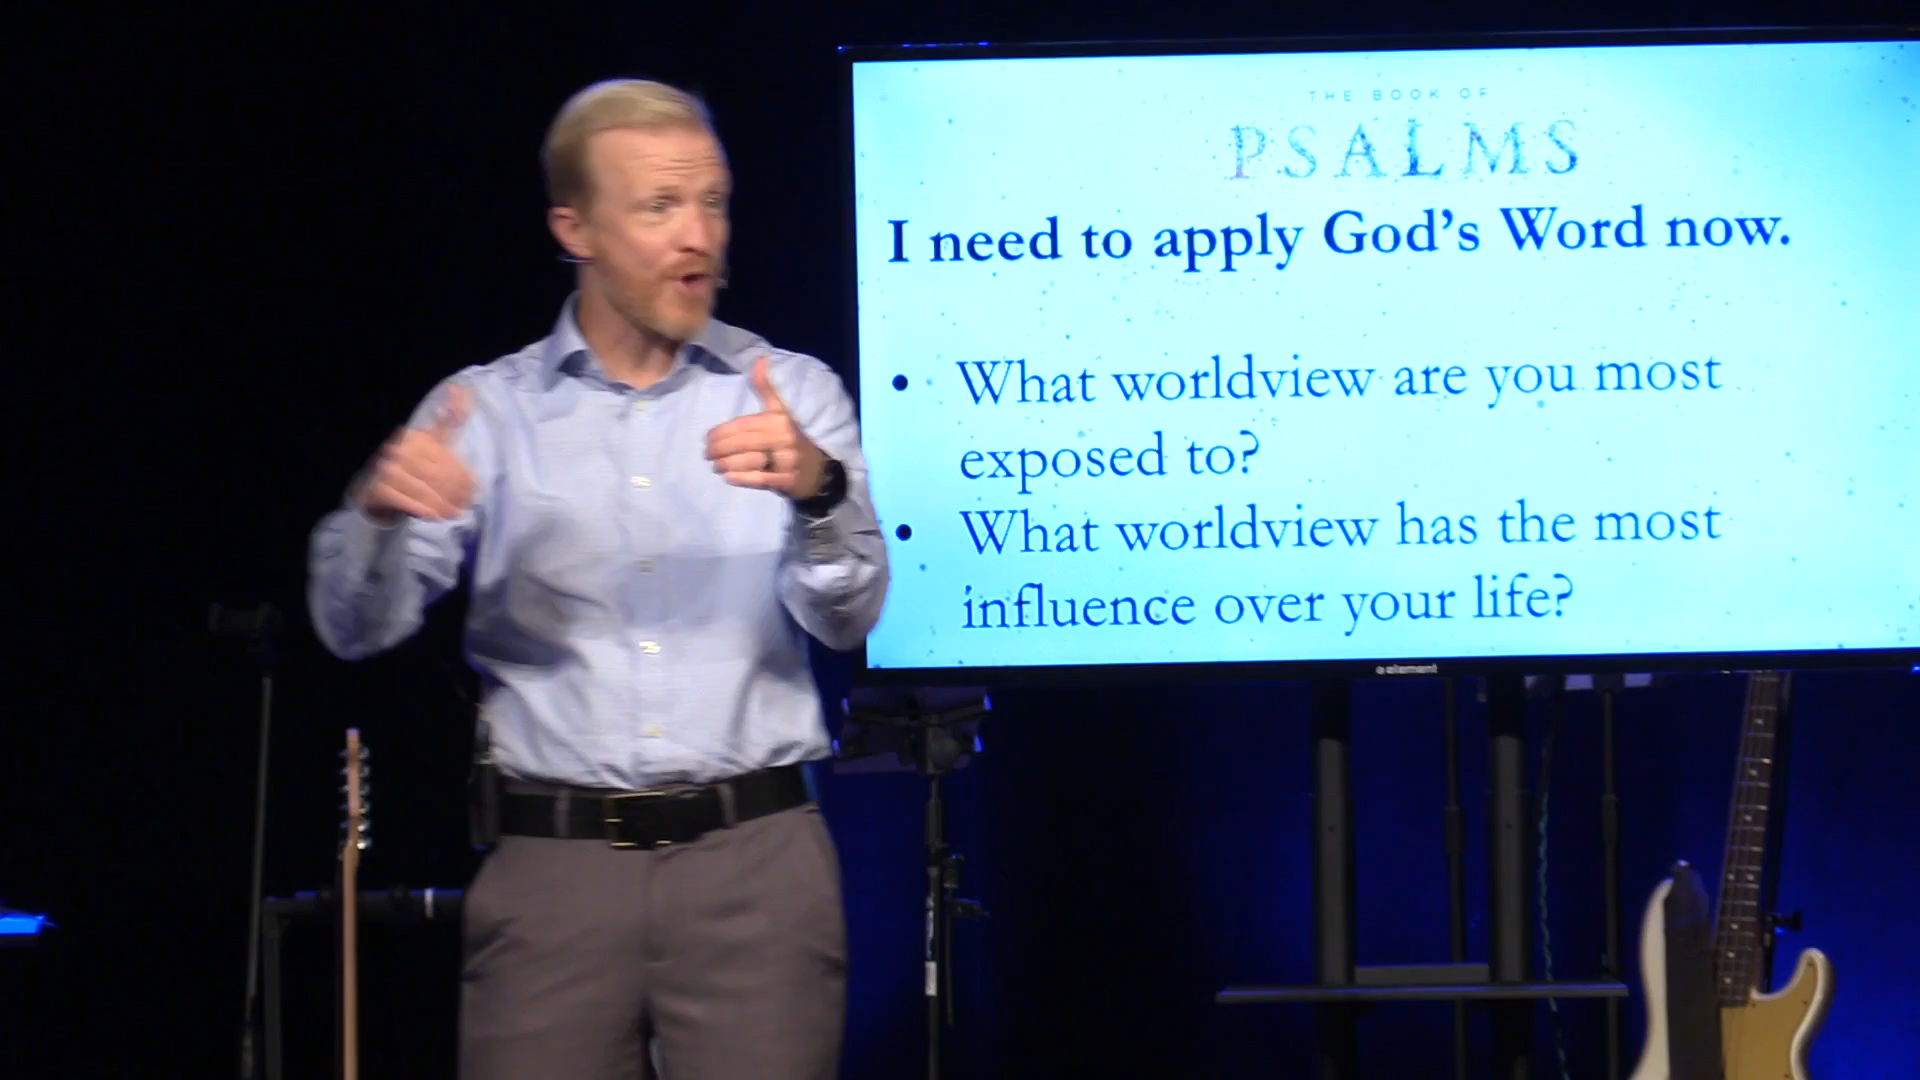 THE BOOK OF
PSALMS
I need to apply God's Word now.
• What worldview are you most
exposed to?
• What worldview has the most
influence over your life?
element